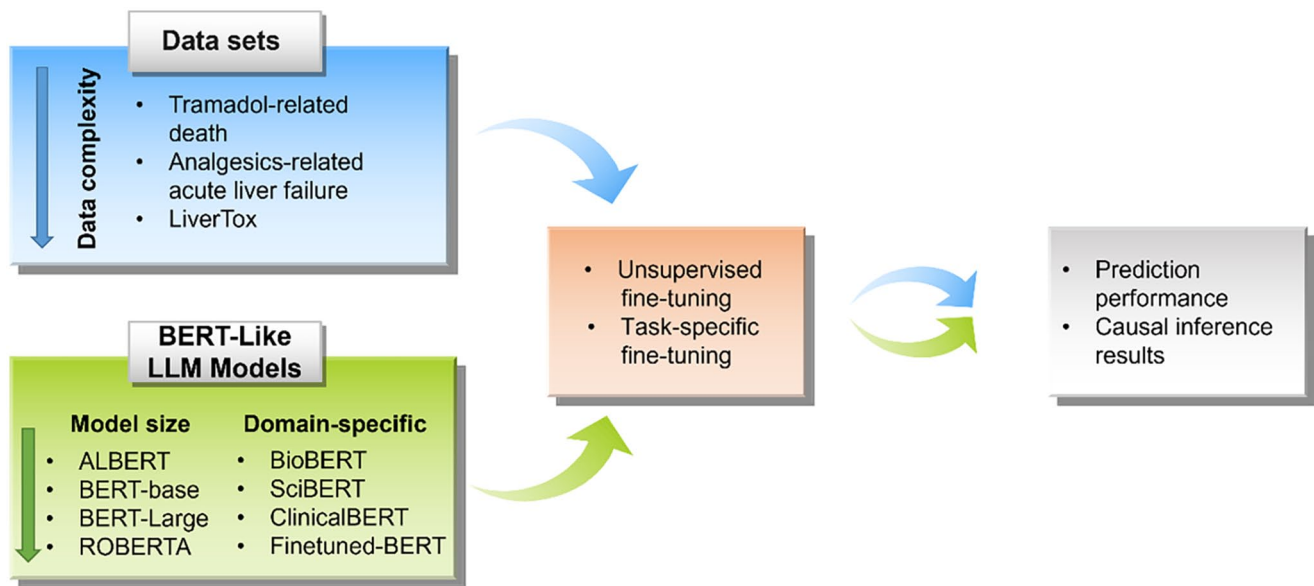 Data sets
Data complexity
• Tramadol-related
death
• Analgesics-related
acute liver failure
• LiverTox
BERT-Like
LLM Models
Model size
• ALBERT
• BERT-base
• BERT-Large
• ROBERTA
Domain-specific
• BioBERT
• SciBERT
• ClinicalBERT
• Finetuned-BERT
• Unsupervised
fine-tuning
• Task-specific
fine-tuning
• Prediction
performance
• Causal inference
results